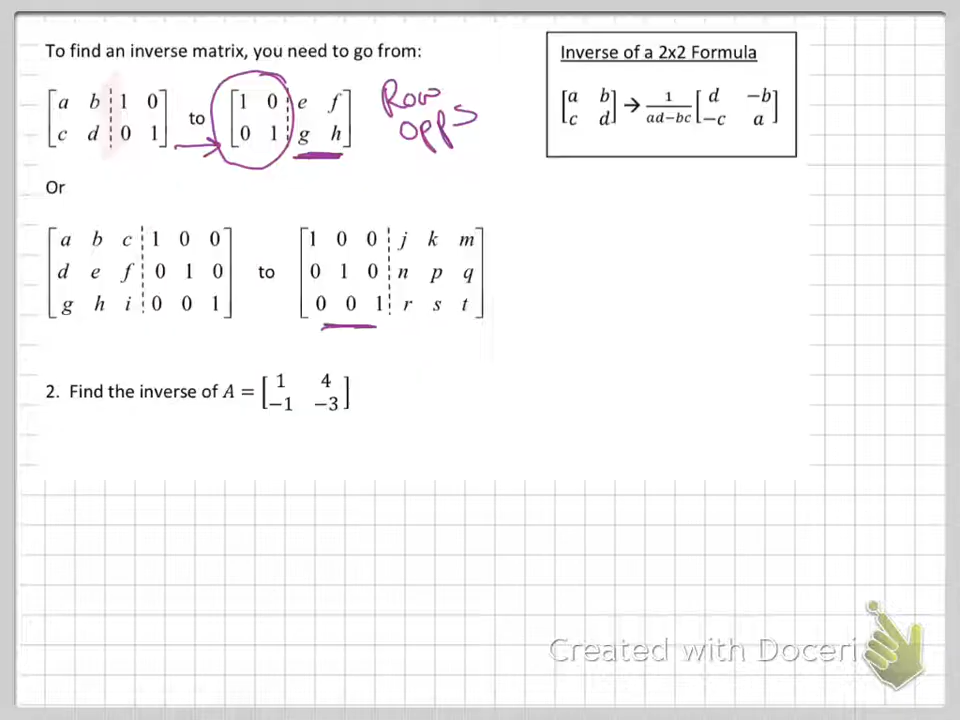 To find an inverse matrix, you need to go from:
[a b ¦ 1 0
c d ¦ 0 1] to [1 0 ¦ e f
0 1 ¦ g h]
Row
opps
Inverse of a 2x2 Formula
[a b
c d] → 1/(ad−bc) [d −b
−c a]
Or
[a b c ¦ 1 0 0
d e f ¦ 0 1 0
g h i ¦ 0 0 1] to [1 0 0 ¦ j k m
0 1 0 ¦ n p q
0 0 1 ¦ r s t]
2. Find the inverse of A = [1 4
−1 −3]
Created with Doceri